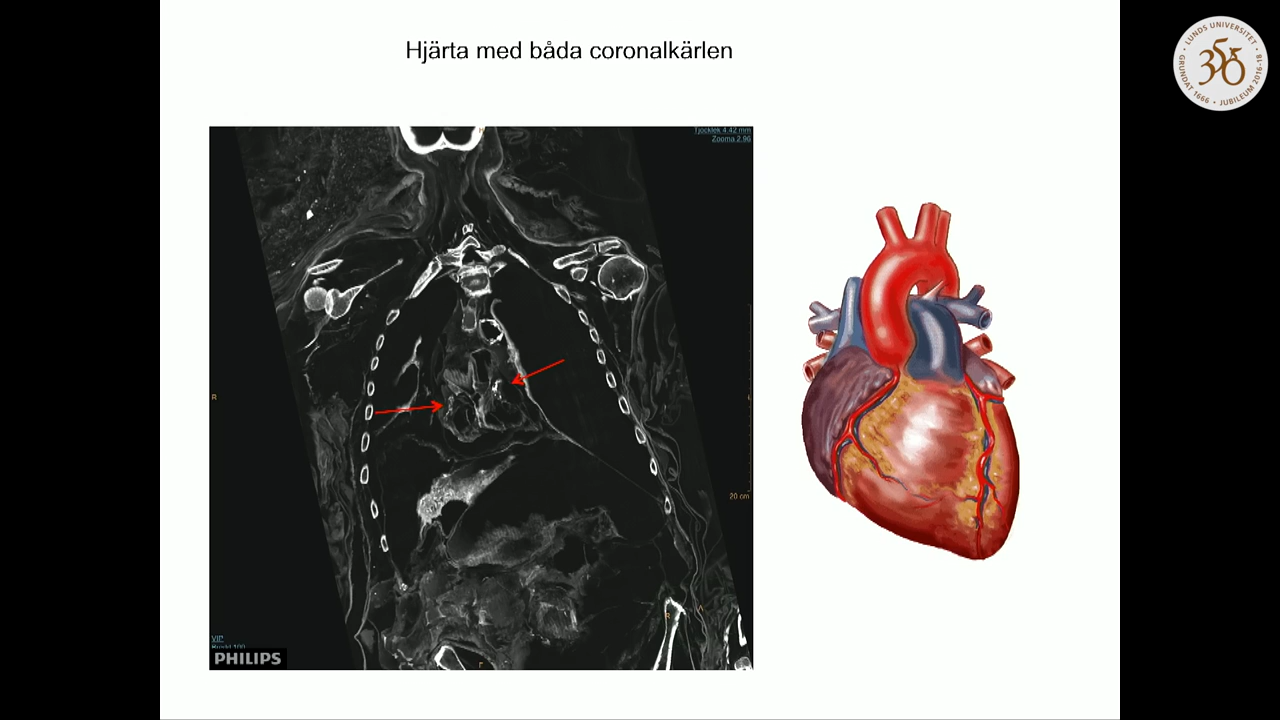 Hjärta med båda coronalkärlen
LUNDS UNIVERSITET
350
GRUNDAT 1666 • JUBILEUM 2016-18
Tjocklek 4.42 mm
Zooma 2.96
R
20 cm
R
A
VIP
PHILIPS
F